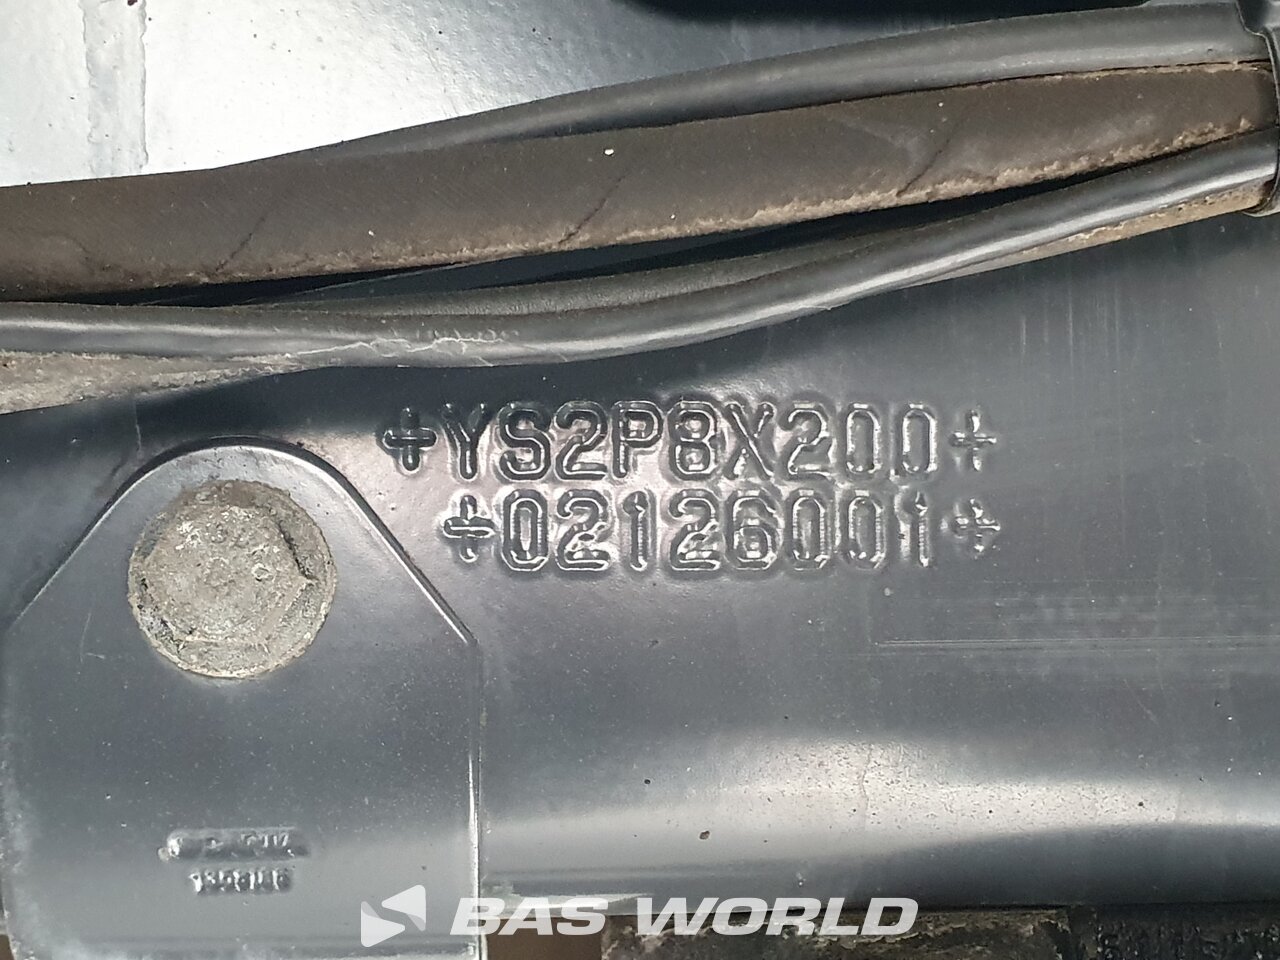 +YS2P8X200+
+02126001+
BAS WORLD